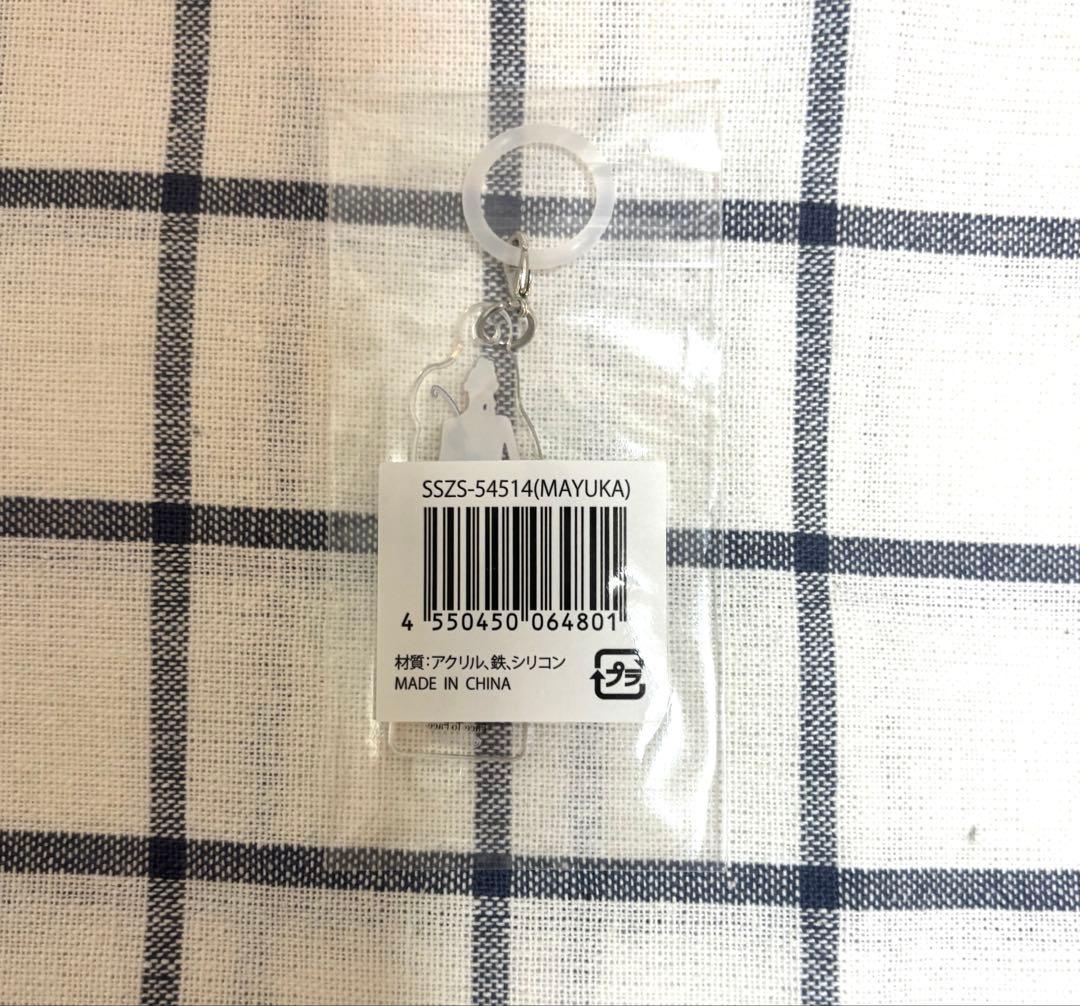 SSZS-54514(MAYUKA)
4 550450 064801
材質:アクリル、鉄、シリコン
MADE IN CHINA
プラ